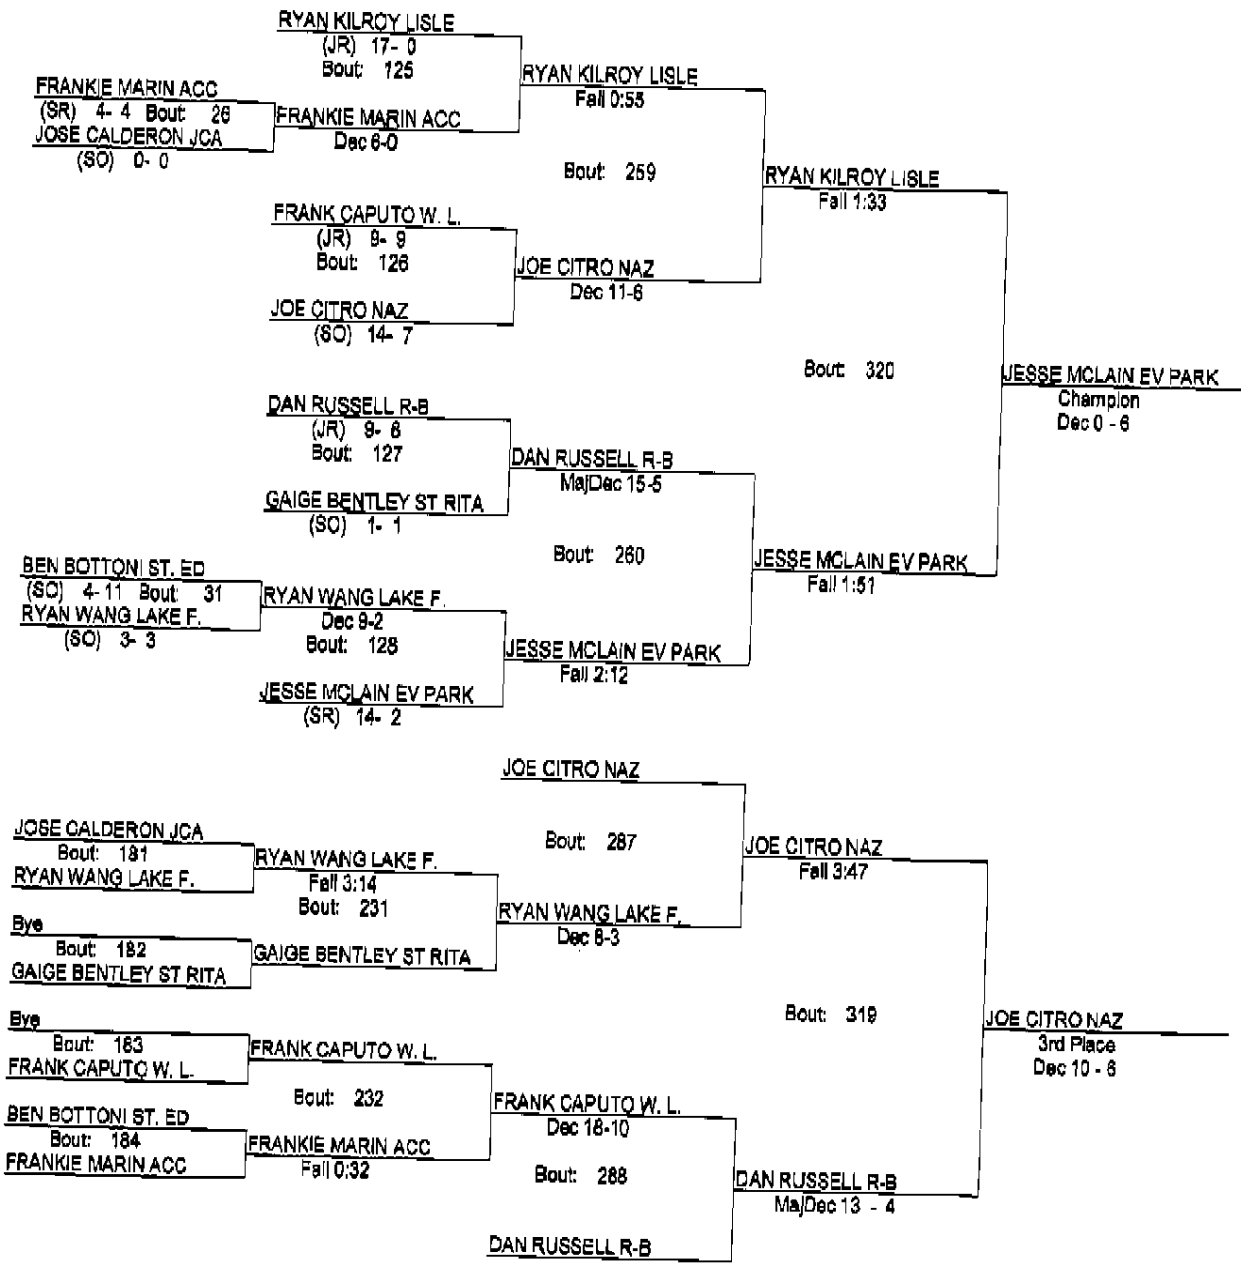 RYAN KILROY LISLE
(JR) 17- 0
Bout: 125
RYAN KILROY LISLE
Fall 0:55
FRANKIE MARIN ACC
(SR) 4- 4 Bout: 26
JOSE CALDERON JCA
(SO) 0- 0
FRANKIE MARIN ACC
Dec 6-0
Bout: 259
RYAN KILROY LISLE
Fall 1:33
FRANK CAPUTO W. L.
(JR) 9- 9
Bout: 126
JOE CITRO NAZ
Dec 11-6
JOE CITRO NAZ
(SO) 14- 7
Bout: 320
JESSE MCLAIN EV PARK
Champion
Dec 0 - 6
DAN RUSSELL R-B
(JR) 9- 6
Bout: 127
DAN RUSSELL R-B
MajDec 15-5
GAIGE BENTLEY ST RITA
(SO) 1- 1
Bout: 260
JESSE MCLAIN EV PARK
Fall 1:51
BEN BOTTONI ST. ED
(SO) 4-11 Bout: 31
RYAN WANG LAKE F.
(SO) 3- 3
RYAN WANG LAKE F.
Dec 9-2
Bout: 128
JESSE MCLAIN EV PARK
Fall 2:12
JESSE MCLAIN EV PARK
(SR) 14- 2
JOE CITRO NAZ
JOSE CALDERON JCA
Bout: 181
RYAN WANG LAKE F.
RYAN WANG LAKE F.
Fall 3:14
Bout: 231
Bout: 287
JOE CITRO NAZ
Fall 3:47
RYAN WANG LAKE F.
Dec 8-3
Bye
Bout: 182
GAIGE BENTLEY ST RITA
GAIGE BENTLEY ST RITA
Bout: 319
JOE CITRO NAZ
3rd Place
Dec 10 - 6
Bye
Bout: 183
FRANK CAPUTO W. L.
FRANK CAPUTO W. L.
Bout: 232
FRANK CAPUTO W. L.
Dec 18-10
BEN BOTTONI ST. ED
Bout: 184
FRANKIE MARIN ACC
FRANKIE MARIN ACC
Fall 0:32
Bout: 288
DAN RUSSELL R-B
MajDec 13 - 4
DAN RUSSELL R-B